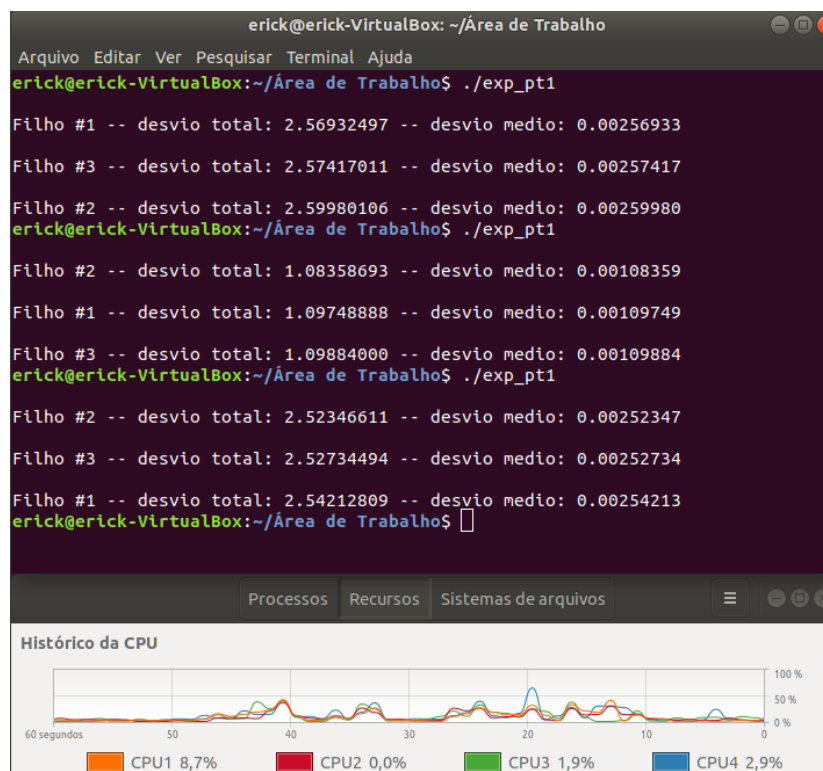 erick@erick-VirtualBox: ~/Área de Trabalho
Arquivo Editar Ver Pesquisar Terminal Ajuda
erick@erick-VirtualBox:~/Área de Trabalho$ ./exp_pt1
Filho #1 -- desvio total: 2.56932497 -- desvio medio: 0.00256933
Filho #3 -- desvio total: 2.57417011 -- desvio medio: 0.00257417
Filho #2 -- desvio total: 2.59980106 -- desvio medio: 0.00259980
erick@erick-VirtualBox:~/Área de Trabalho$ ./exp_pt1
Filho #2 -- desvio total: 1.08358693 -- desvio medio: 0.00108359
Filho #1 -- desvio total: 1.09748888 -- desvio medio: 0.00109749
Filho #3 -- desvio total: 1.09884000 -- desvio medio: 0.00109884
erick@erick-VirtualBox:~/Área de Trabalho$ ./exp_pt1
Filho #2 -- desvio total: 2.52346611 -- desvio medio: 0.00252347
Filho #3 -- desvio total: 2.52734494 -- desvio medio: 0.00252734
Filho #1 -- desvio total: 2.54212809 -- desvio medio: 0.00254213
erick@erick-VirtualBox:~/Área de Trabalho$
Processos Recursos Sistemas de arquivos
Histórico da CPU
100 %
50 %
0 %
60 segundos 50 40 30 20 10 0
CPU1 8,7% CPU2 0,0% CPU3 1,9% CPU4 2,9%